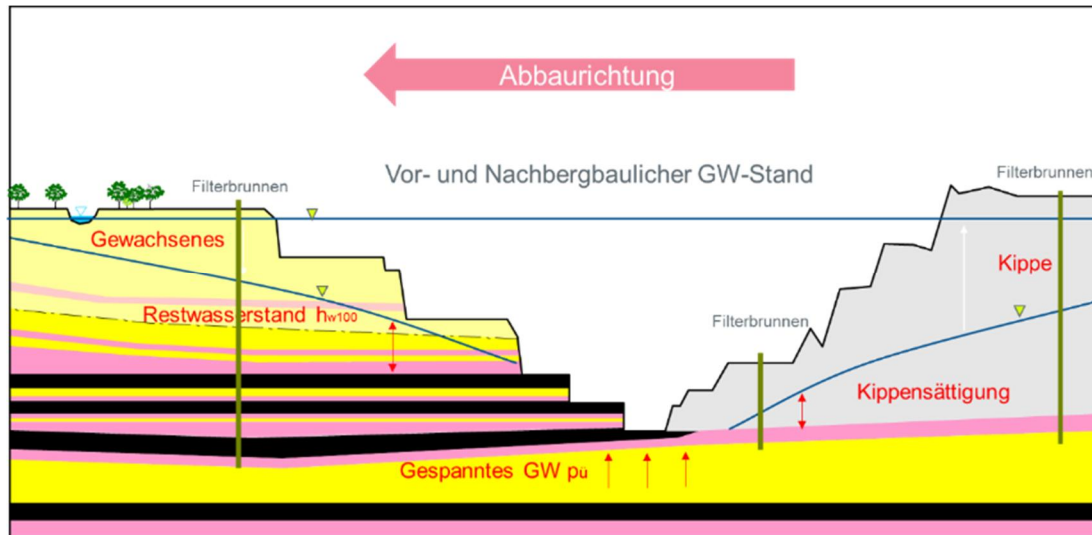 Abbaurichtung
Vor- und Nachbergbaulicher GW-Stand
Filterbrunnen
Filterbrunnen
Gewachsenes
Kippe
Restwasserstand hw100
Filterbrunnen
Kippensättigung
Gespanntes GW pü